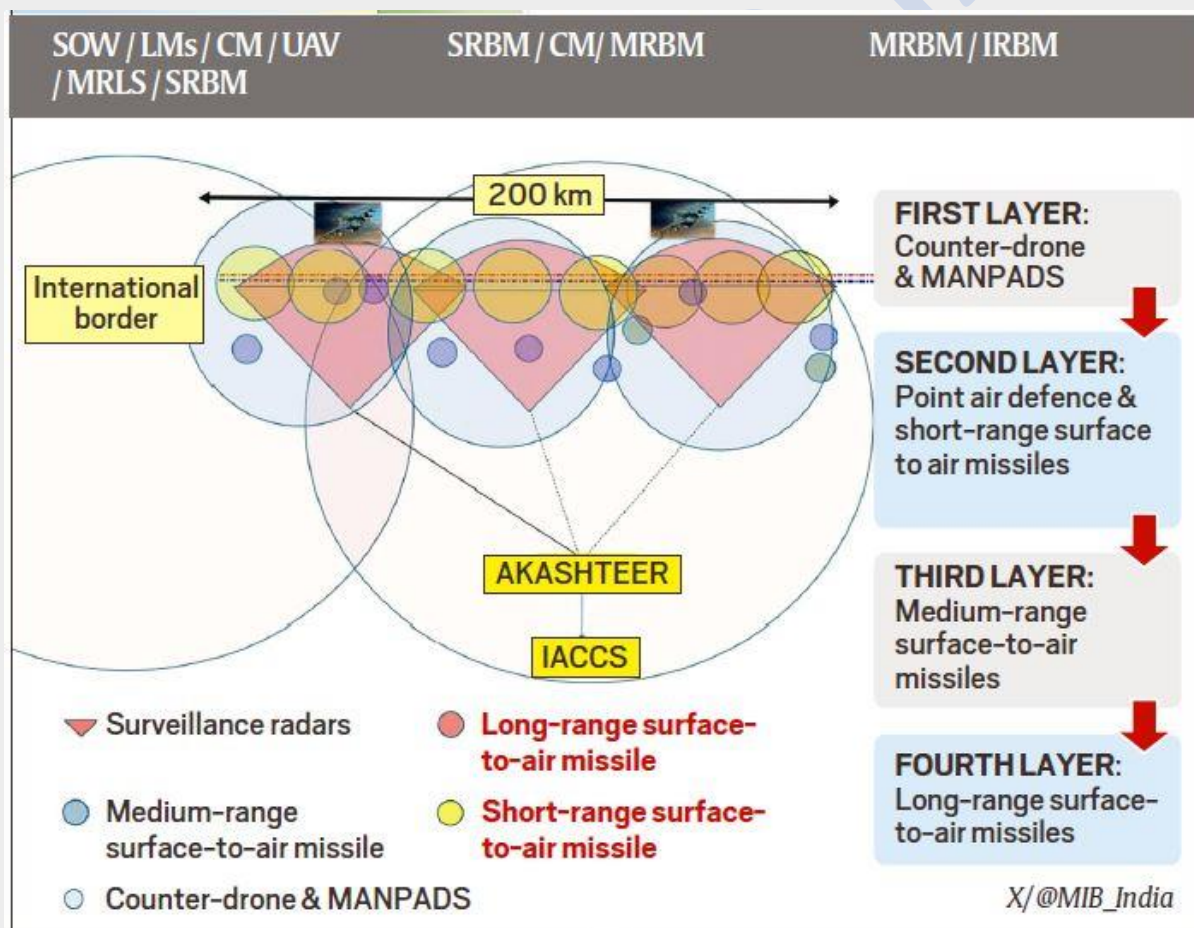 SOW / LMs / CM / UAV
/ MRLS / SRBM
SRBM / CM/ MRBM
MRBM / IRBM
200 km
International
border
FIRST LAYER:
Counter-drone
& MANPADS
SECOND LAYER:
Point air defence &
short-range surface
to air missiles
THIRD LAYER:
Medium-range
surface-to-air
missiles
FOURTH LAYER:
Long-range surface-
to-air missiles
AKASHTEER
IACCS
Surveillance radars
Long-range surface-
to-air missile
Medium-range
surface-to-air missile
Short-range surface-
to-air missile
Counter-drone & MANPADS
X/@MIB_India